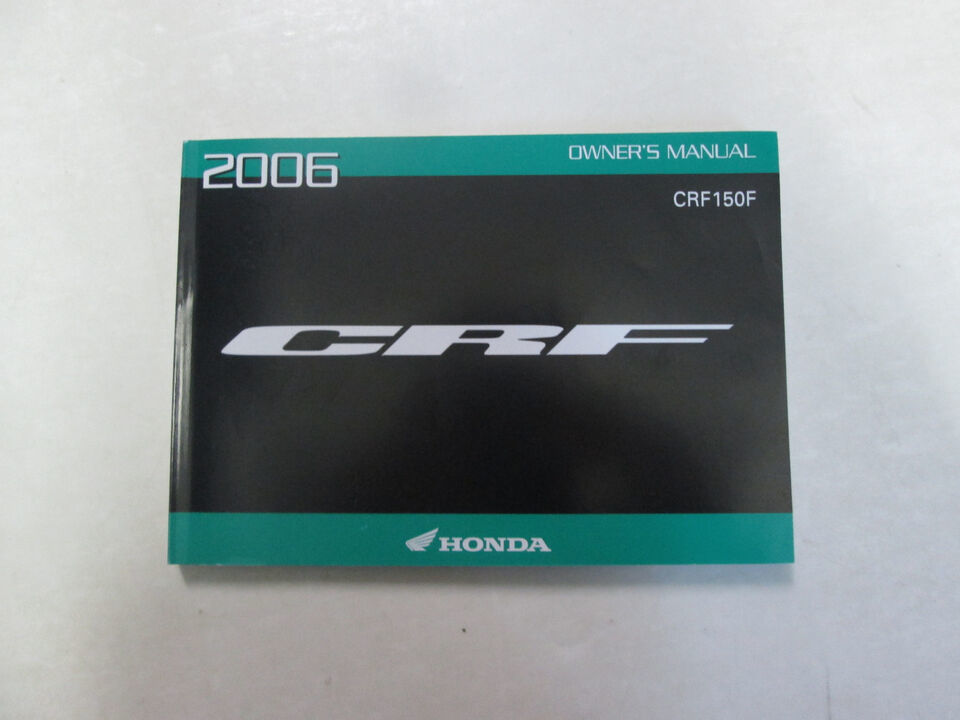 2006
OWNER'S MANUAL
CRF150F
CRF
HONDA